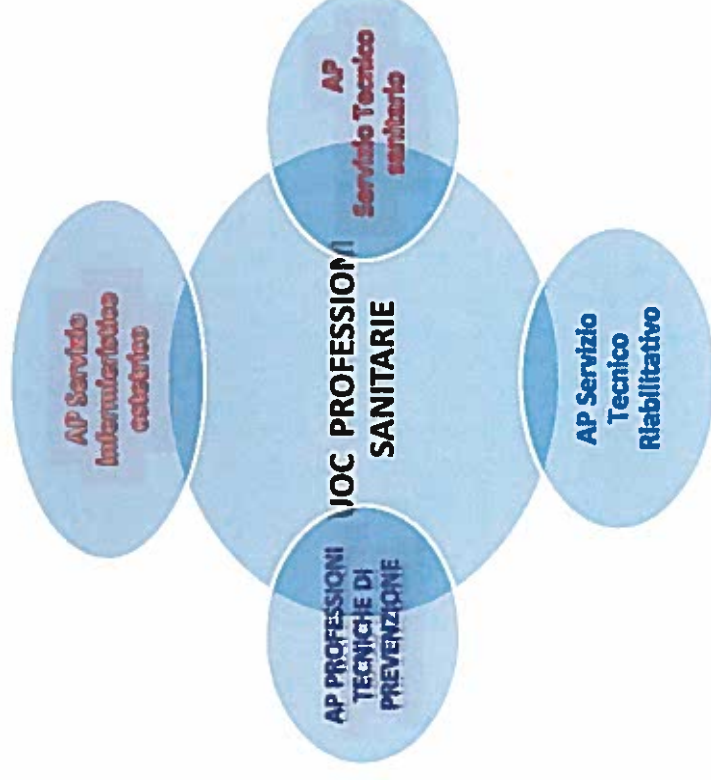 AP Servizio
Infermieristico
ostetrico
AP PROFESSIONI
TECNICHE DI
PREVENZIONE
UOC PROFESSIONI
SANITARIE
AP
Servizio Tecnico
sanitario
AP Servizio
Tecnico
Riabilitativo